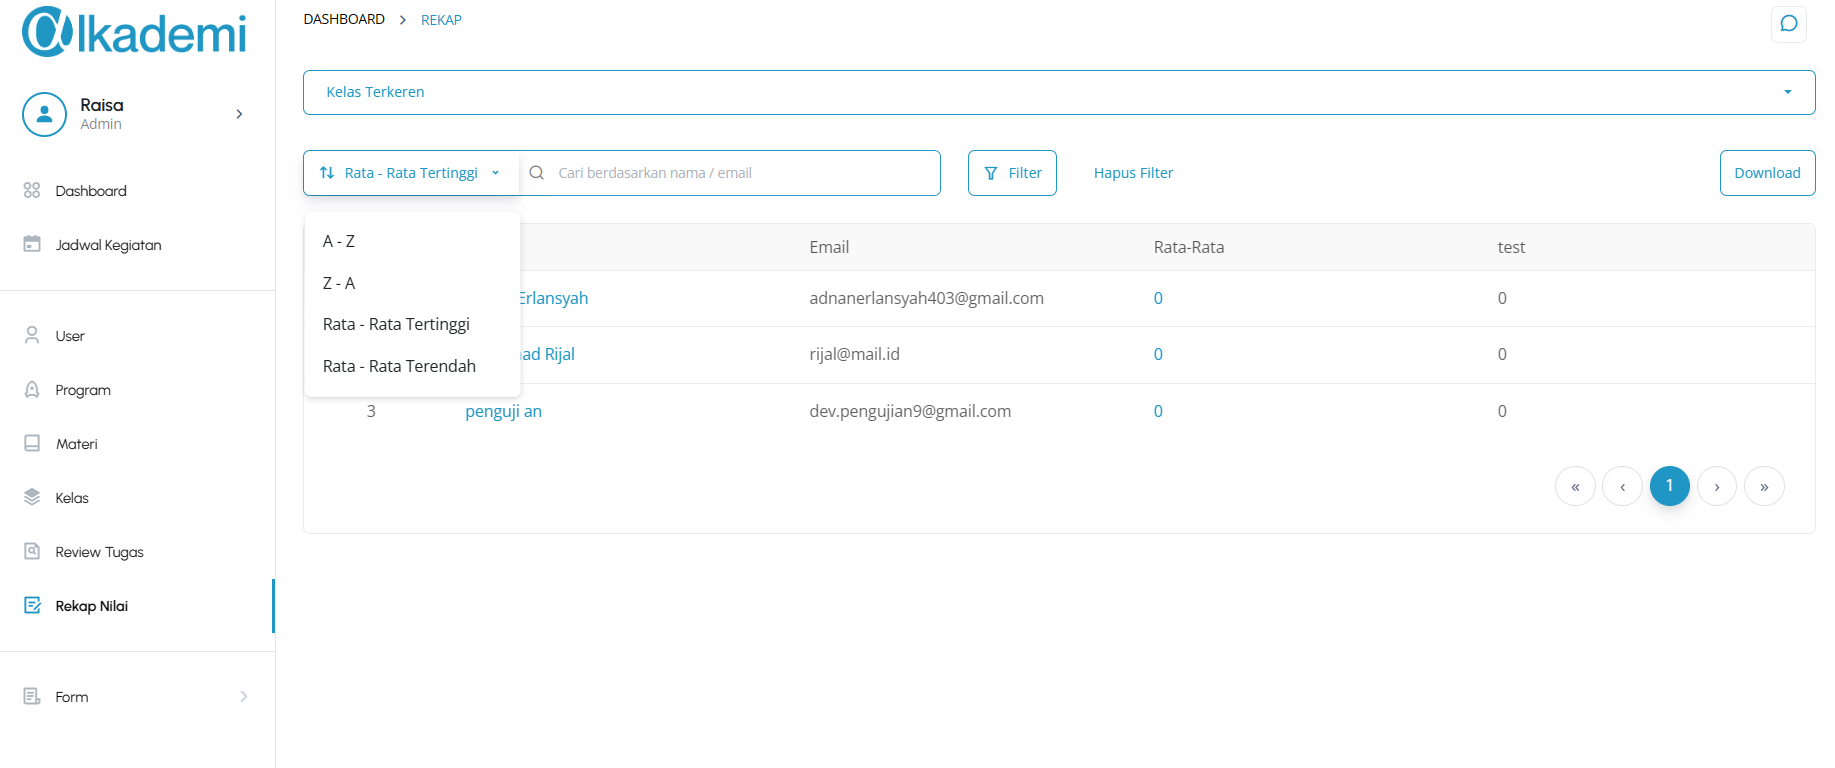 @lkademi
Raisa
Admin
Dashboard
Jadwal Kegiatan
User
Program
Materi
Kelas
Review Tugas
Rekap Nilai
Form
DASHBOARD > REKAP
Kelas Terkeren
Rata - Rata Tertinggi
Cari berdasarkan nama / email
Filter
Hapus Filter
Download
A - Z
Z - A
Rata - Rata Tertinggi
Rata - Rata Terendah
Email Rata-Rata test
Erlansyah adnanerlansyah403@gmail.com 0 0
Rijal rijal@mail.id 0 0
3 penguji an dev.pengujian9@gmail.com 0 0
« ‹ 1 › »